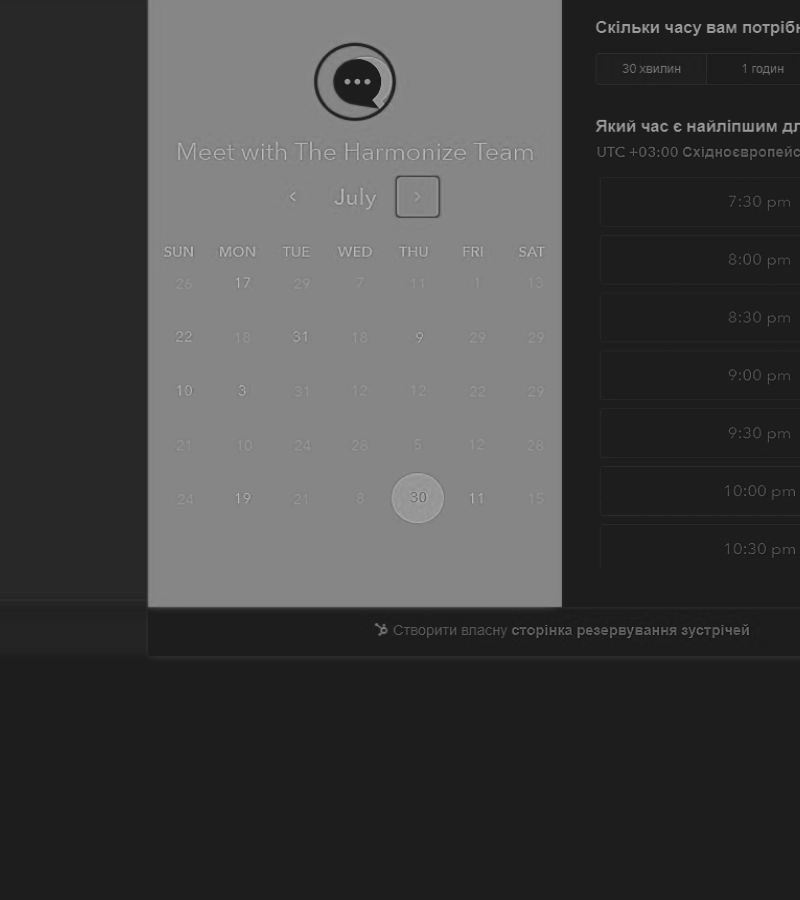 Meet with The Harmonize Team
July
SUN MON TUE WED THU FRI SAT
26 17 29 7 11 1 13
22 18 31 18 9 29 29
10 3 31 12 12 22 29
21 10 24 28 5 12 28
24 19 21 8 30 11 15
Скільки часу вам потріб
30 хвилин 1 годин
Який час є найліпшим дл
UTC +03:00 Східноєвропейс
7:30 pm
8:00 pm
8:30 pm
9:00 pm
9:30 pm
10:00 pm
10:30 pm
Створити власну сторінка резервування зустрічей